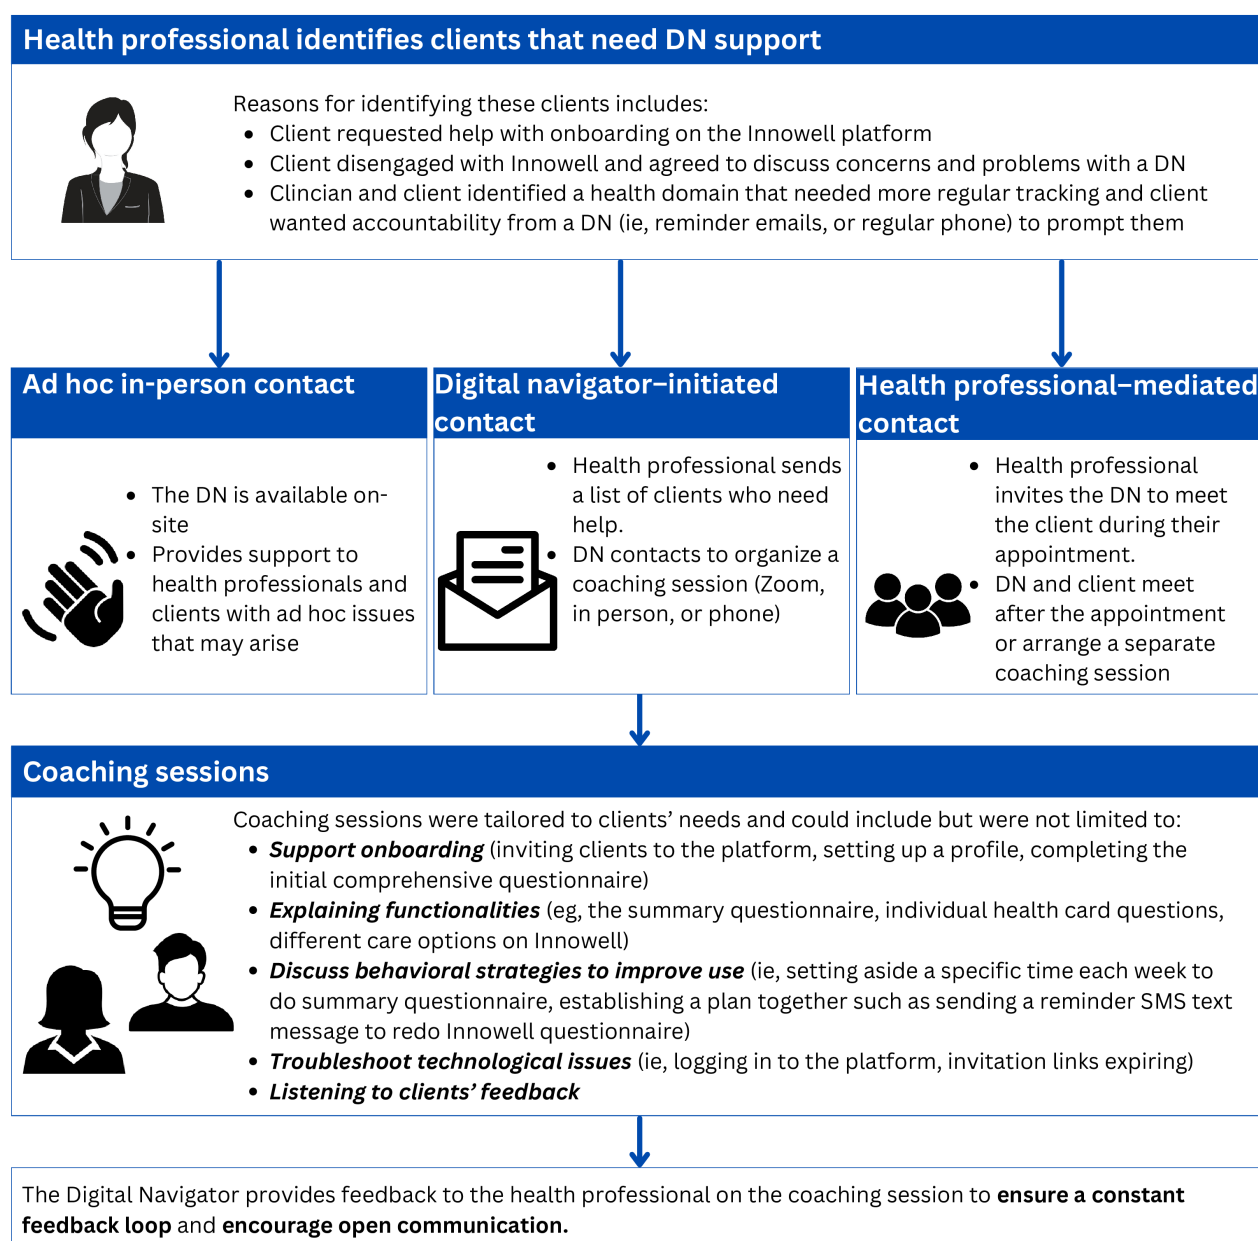 Health professional identifies clients that need DN support
Reasons for identifying these clients includes:
• Client requested help with onboarding on the Innowell platform
• Client disengaged with Innowell and agreed to discuss concerns and problems with a DN
• Clincian and client identified a health domain that needed more regular tracking and client
wanted accountability from a DN (ie, reminder emails, or regular phone) to prompt them
Ad hoc in-person contact
• The DN is available on-
site
• Provides support to
health professionals and
clients with ad hoc issues
that may arise
Digital navigator–initiated
contact
• Health professional sends
a list of clients who need
help.
• DN contacts to organize a
coaching session (Zoom,
in person, or phone)
Health professional–mediated
contact
• Health professional
invites the DN to meet
the client during their
appointment.
• DN and client meet
after the appointment
or arrange a separate
coaching session
Coaching sessions
Coaching sessions were tailored to clients’ needs and could include but were not limited to:
• Support onboarding (inviting clients to the platform, setting up a profile, completing the
initial comprehensive questionnaire)
• Explaining functionalities (eg, the summary questionnaire, individual health card questions,
different care options on Innowell)
• Discuss behavioral strategies to improve use (ie, setting aside a specific time each week to
do summary questionnaire, establishing a plan together such as sending a reminder SMS text
message to redo Innowell questionnaire)
• Troubleshoot technological issues (ie, logging in to the platform, invitation links expiring)
• Listening to clients’ feedback
The Digital Navigator provides feedback to the health professional on the coaching session to ensure a constant
feedback loop and encourage open communication.